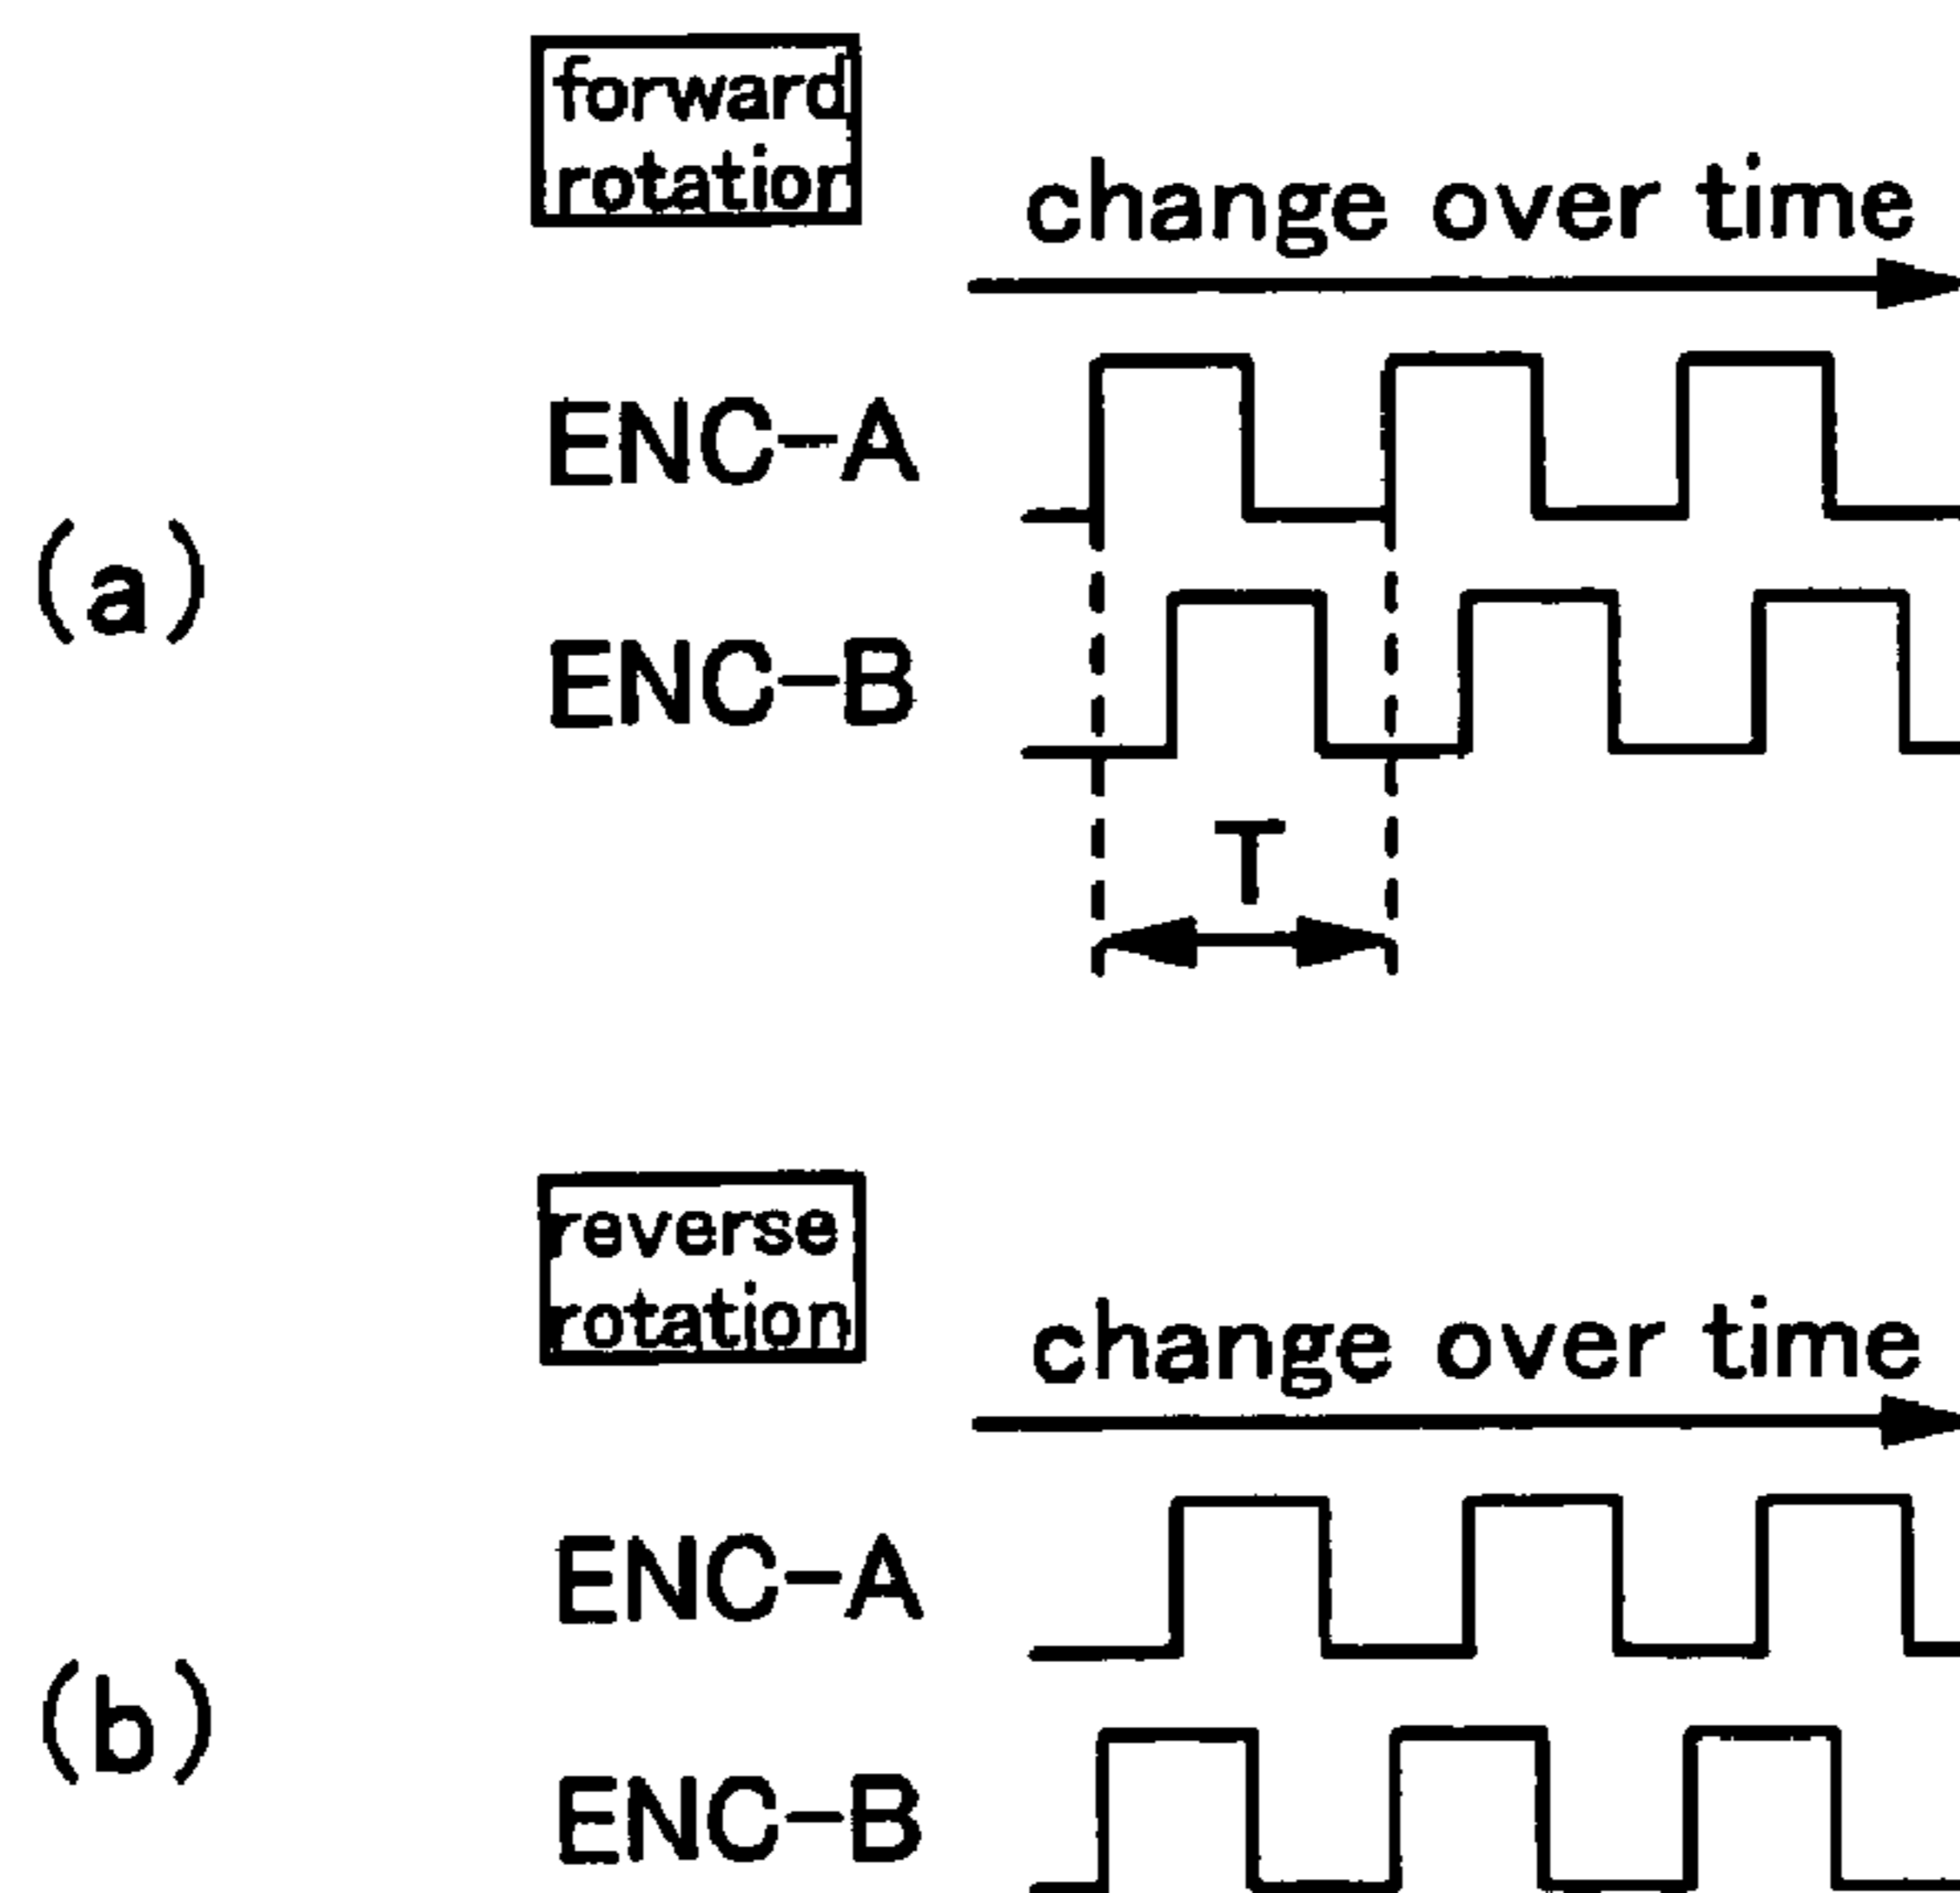 forward
rotation
change over time
ENC-A
(a)
ENC-B
T
reverse
rotation
change over time
ENC-A
(b)
ENC-B